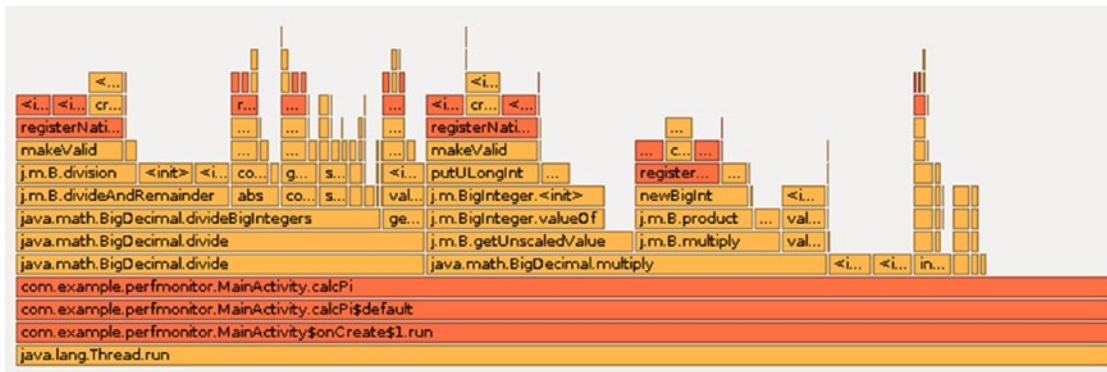 <...
<i...
<i... <i... cr... r... ... ... <i... cr... <...
registerNati... ... ... ... registerNati... ...
makeValid ... ... ... makeValid ... c... ...
j.m.B.division <init> <i... co... g... s... <i... putULongInt ... register... ...
j.m.B.divideAndRemainder abs co... s... val... j.m.BigInteger.<init> newBigInt <i...
java.math.BigDecimal.divideBigIntegers ge... j.m.BigInteger.valueOf j.m.B.product ... val...
java.math.BigDecimal.divide j.m.B.getUnscaledValue j.m.B.multiply val...
java.math.BigDecimal.divide java.math.BigDecimal.multiply <i... <i... in...
com.example.perfmonitor.MainActivity.calcPi
com.example.perfmonitor.MainActivity.calcPi$default
com.example.perfmonitor.MainActivity$onCreate$1.run
java.lang.Thread.run